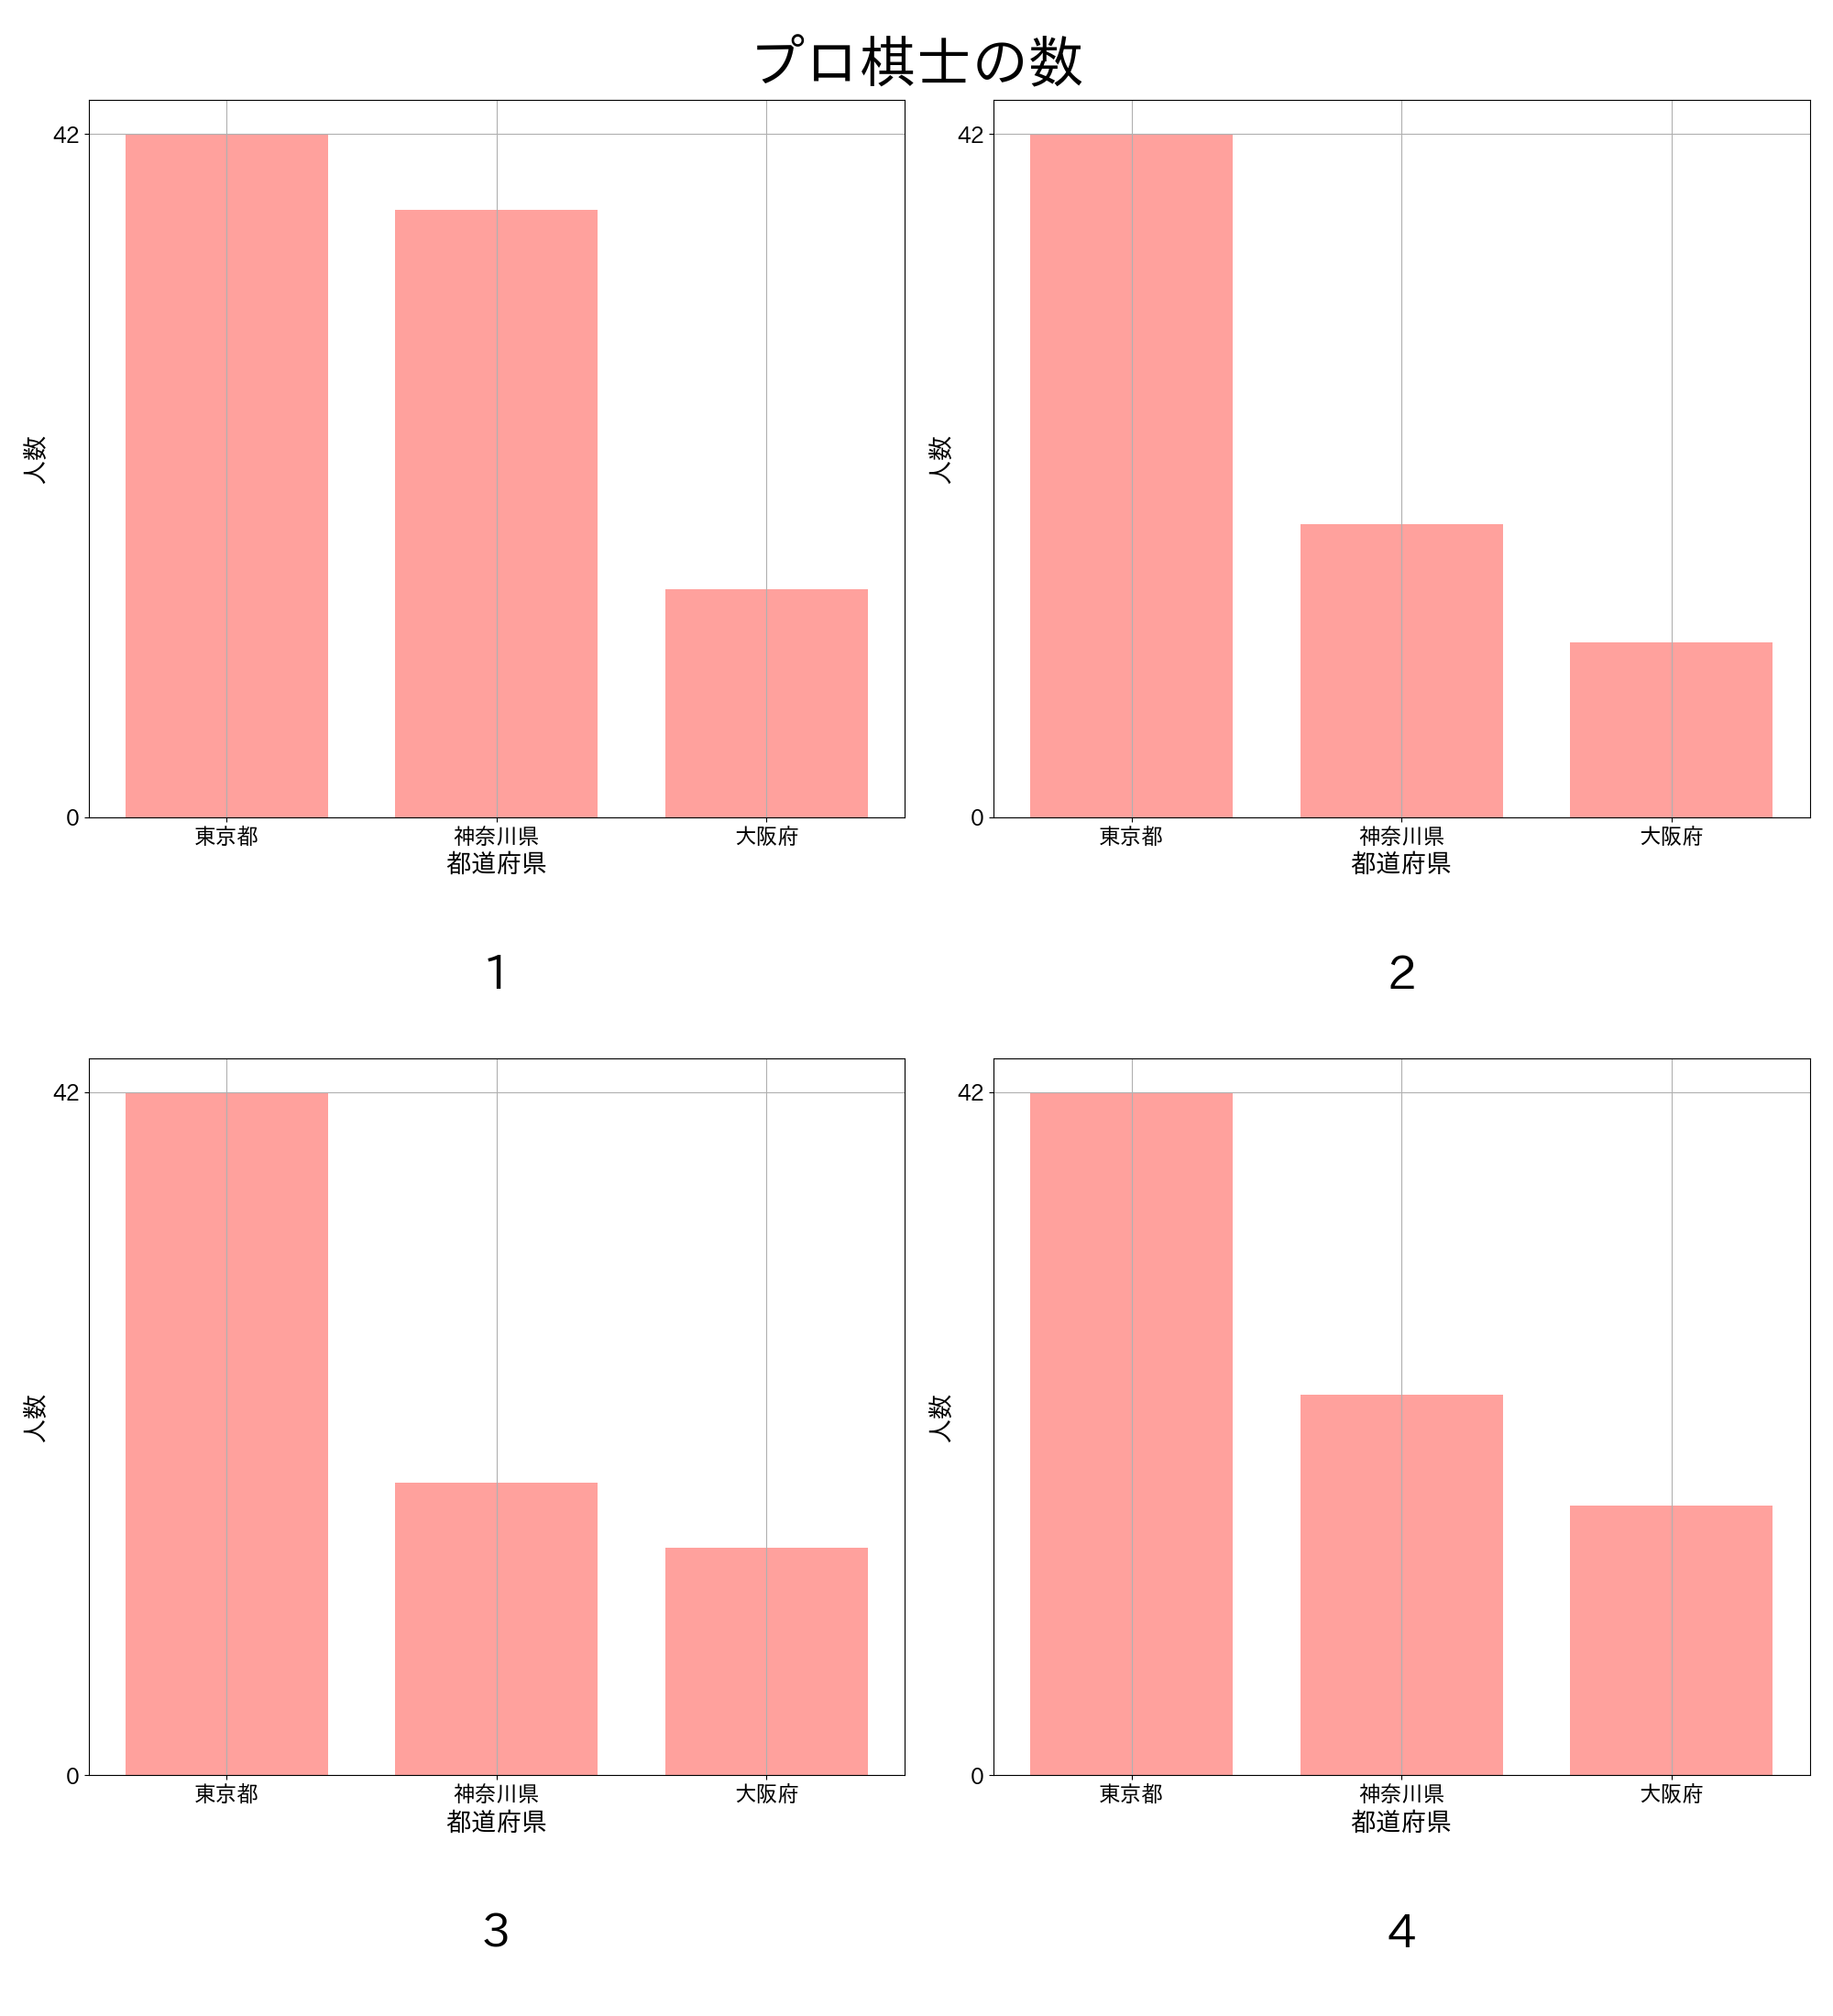 プロ棋士の数
42
人数
0
東京都 神奈川県 大阪府
都道府県
1
42
人数
0
東京都 神奈川県 大阪府
都道府県
2
42
人数
0
東京都 神奈川県 大阪府
都道府県
3
42
人数
0
東京都 神奈川県 大阪府
都道府県
4